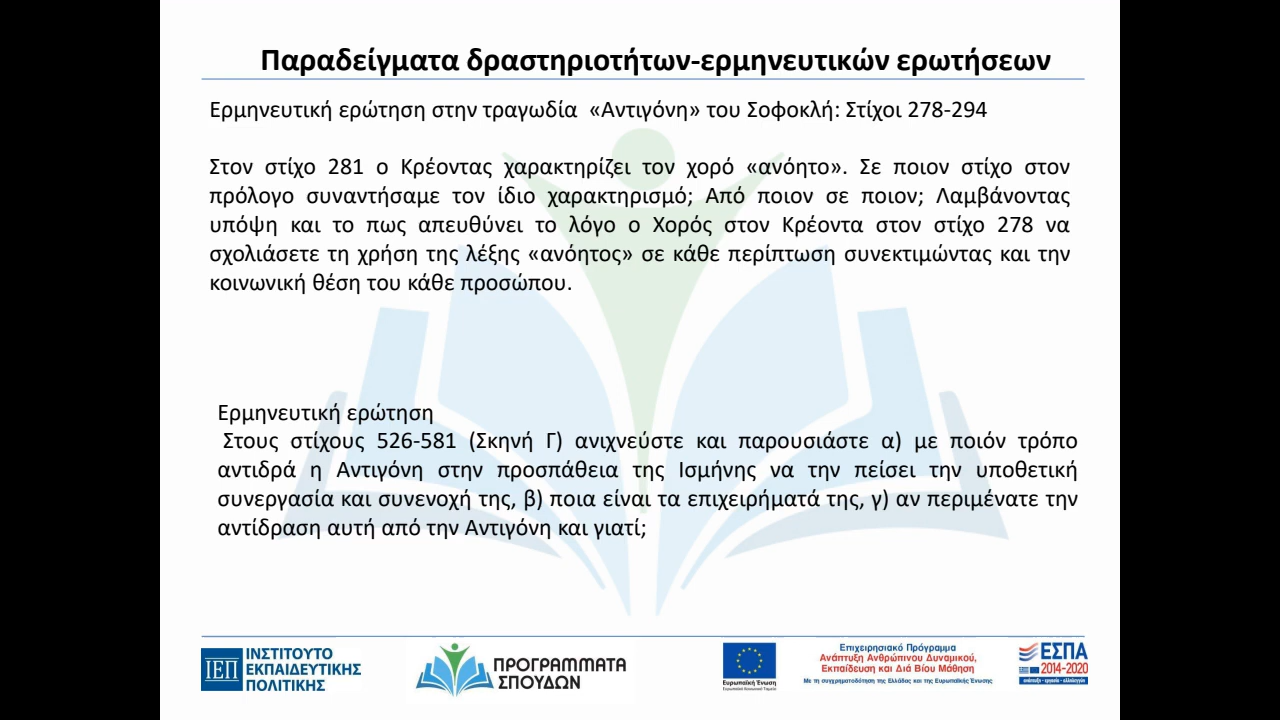 Παραδείγματα δραστηριοτήτων-ερμηνευτικών ερωτήσεων
Ερμηνευτική ερώτηση στην τραγωδία «Αντιγόνη» του Σοφοκλή: Στίχοι 278-294
Στον στίχο 281 ο Κρέοντας χαρακτηρίζει τον χορό «ανόητο». Σε ποιον στίχο στον
πρόλογο συναντήσαμε τον ίδιο χαρακτηρισμό; Από ποιον σε ποιον; Λαμβάνοντας
υπόψη και το πως απευθύνει το λόγο ο Χορός στον Κρέοντα στον στίχο 278 να
σχολιάσετε τη χρήση της λέξης «ανόητος» σε κάθε περίπτωση συνεκτιμώντας και την
κοινωνική θέση του κάθε προσώπου.
Ερμηνευτική ερώτηση
Στους στίχους 526-581 (Σκηνή Γ) ανιχνεύστε και παρουσιάστε α) με ποιόν τρόπο
αντιδρά η Αντιγόνη στην προσπάθεια της Ισμήνης να την πείσει την υποθετική
συνεργασία και συνενοχή της, β) ποια είναι τα επιχειρήματά της, γ) αν περιμένατε την
αντίδραση αυτή από την Αντιγόνη και γιατί;
ΙΕΠ
ΙΝΣΤΙΤΟΥΤΟ
ΕΚΠΑΙΔΕΥΤΙΚΗΣ
ΠΟΛΙΤΙΚΗΣ
ΠΡΟΓΡΑΜΜΑΤΑ
ΣΠΟΥΔΩΝ
Ευρωπαϊκή Ένωση
Ευρωπαϊκό Κοινωνικό Ταμείο
Επιχειρησιακό Πρόγραμμα
Ανάπτυξη Ανθρώπινου Δυναμικού,
Εκπαίδευση και Διά Βίου Μάθηση
Με τη συγχρηματοδότηση της Ελλάδας και της Ευρωπαϊκής Ένωσης
ΕΣΠΑ
2014-2020
ανάπτυξη - εργασία - αλληλεγγύη